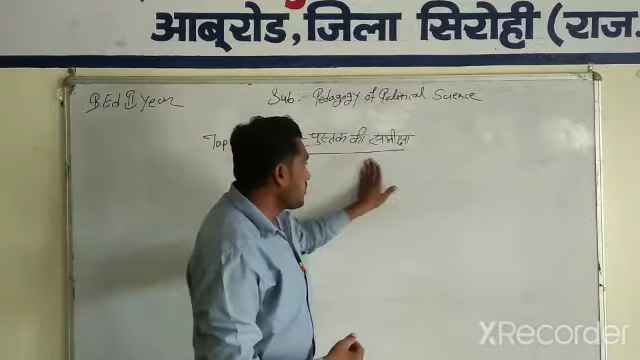 आबूरोड, जिला सिरोही (राज.
B.Ed II Year
Sub:- Pedagogy of Political Science
Top
पुस्तक की समीक्षा
XRecorder